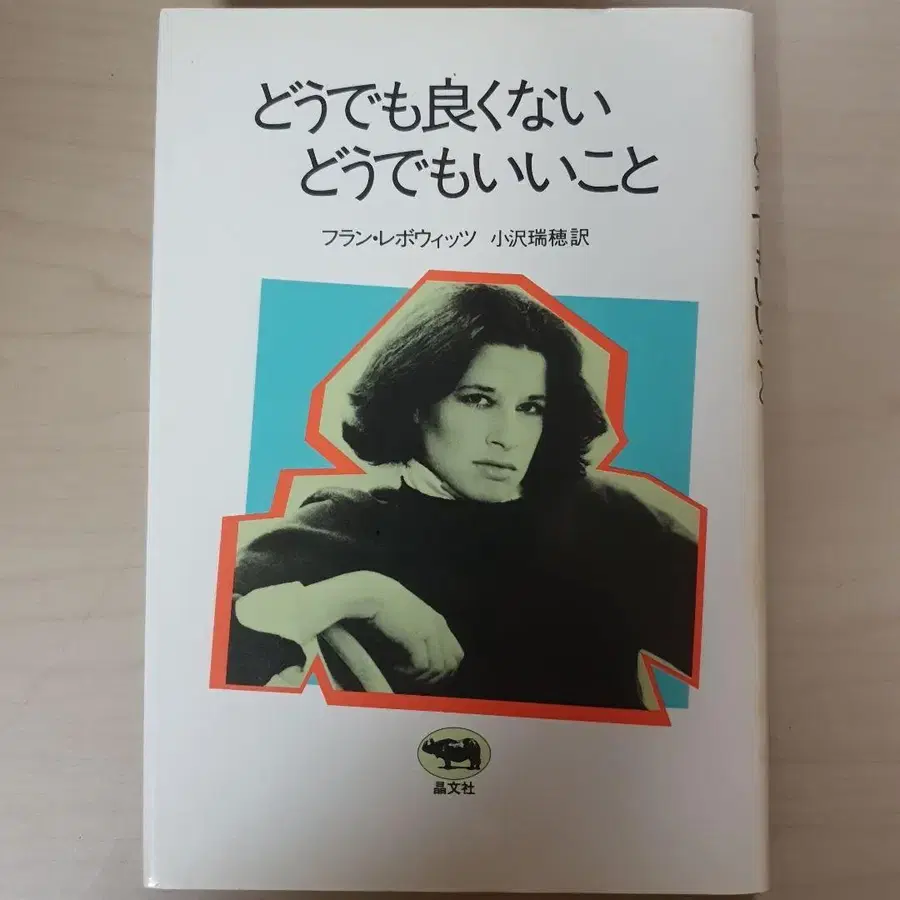 どうでも良くない
どうでもいいこと
フラン・レボウィッツ 小沢瑞穂訳
晶文社